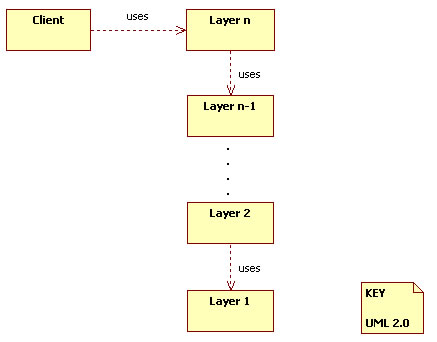 Client
uses
Layer n
uses
Layer n-1
Layer 2
uses
Layer 1
KEY
UML 2.0